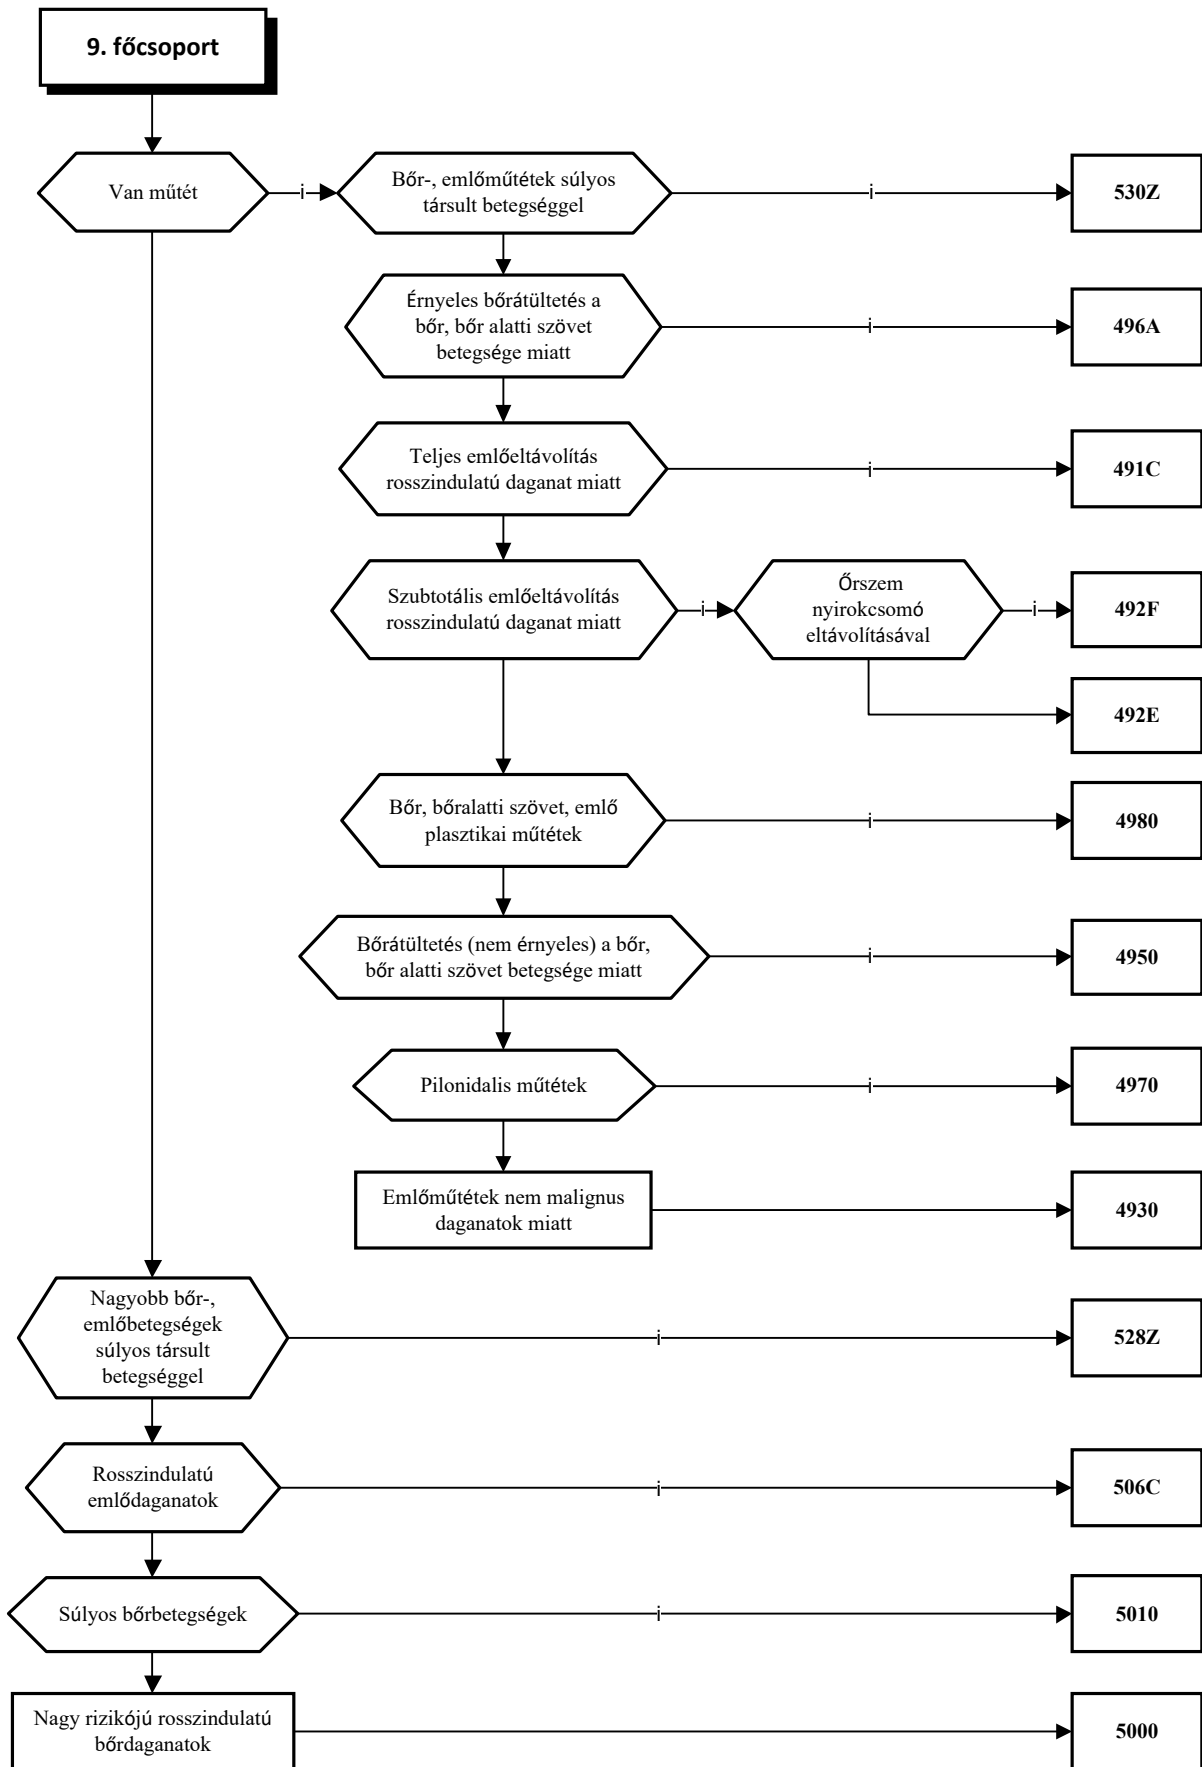 9. főcsoport
Van műtét
i
Bőr-, emlőműtétek súlyos
társult betegséggel
i
530Z
Érnyeles bőrátültetés a
bőr, bőr alatti szövet
betegsége miatt
i
496A
Teljes emlőeltávolítás
rosszindulatú daganat miatt
i
491C
Szubtotális emlőeltávolítás
rosszindulatú daganat miatt
i
Őrszem
nyirokcsomó
eltávolításával
i
492F
492E
Bőr, bőralatti szövet, emlő
plasztikai műtétek
i
4980
Bőrátültetés (nem érnyeles) a bőr,
bőr alatti szövet betegsége miatt
i
4950
Pilonidalis műtétek
i
4970
Emlőműtétek nem malignus
daganatok miatt
4930
Nagyobb bőr-,
emlőbetegségek
súlyos társult
betegséggel
i
528Z
Rosszindulatú
emlődaganatok
i
506C
Súlyos bőrbetegségek
i
5010
Nagy rizikójú rosszindulatú
bőrdaganatok
5000